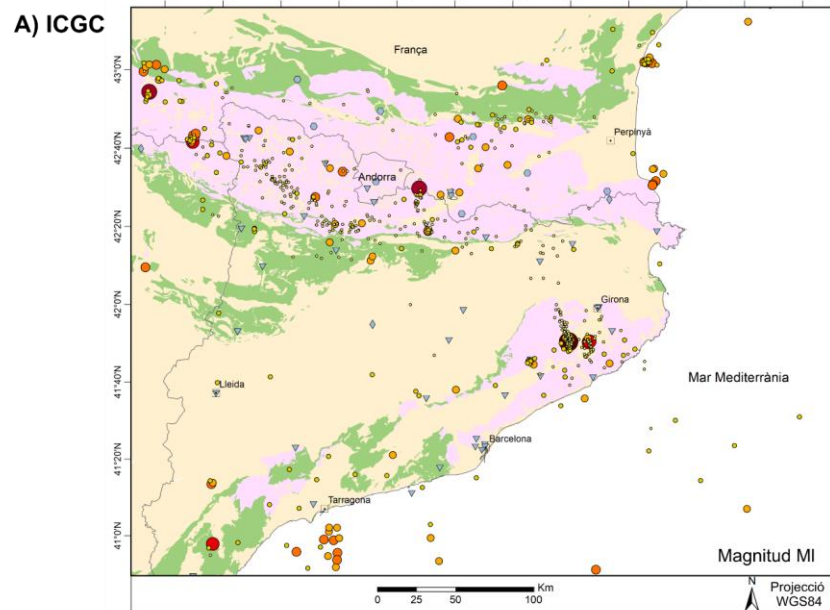 A) ICGC
França
43°0'N
Perpinyà
42°40'N
Andorra
42°20'N
42°0'N
Girona
41°40'N
Mar Mediterrània
Lleida
Barcelona
41°20'N
Tarragona
41°0'N
Magnitud Ml
Km
0 25 50 100
N
Projecció
WGS84